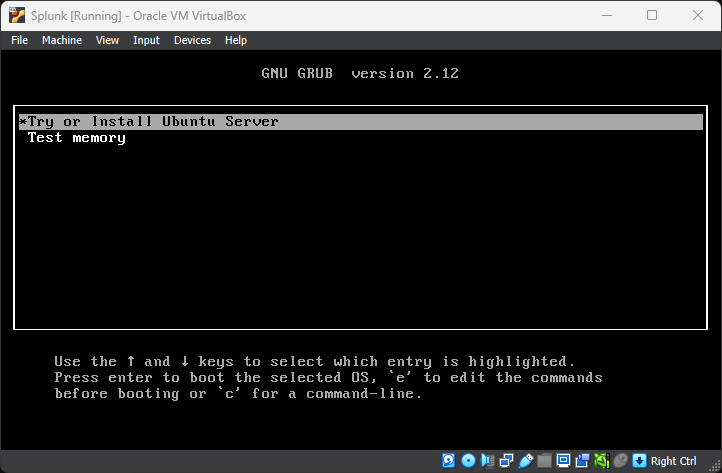 Splunk [Running] - Oracle VM VirtualBox
File Machine View Input Devices Help
GNU GRUB version 2.12
*Try or Install Ubuntu Server
Test memory
Use the ↑ and ↓ keys to select which entry is highlighted.
Press enter to boot the selected OS, `e' to edit the commands
before booting or `c' for a command-line.
Right Ctrl